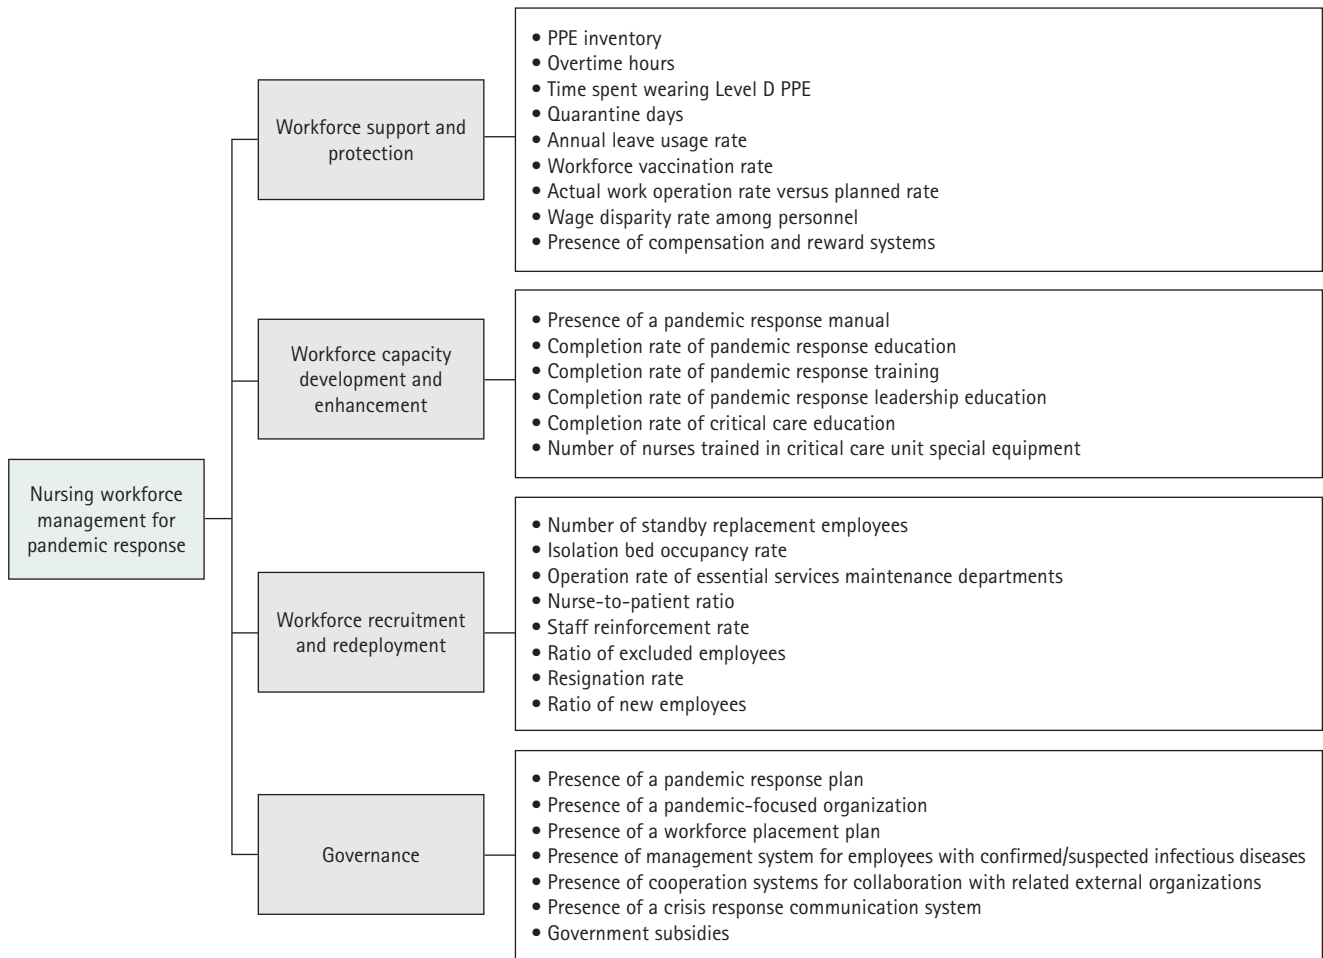 Nursing workforce
management for
pandemic response
Workforce support and
protection
• PPE inventory
• Overtime hours
• Time spent wearing Level D PPE
• Quarantine days
• Annual leave usage rate
• Workforce vaccination rate
• Actual work operation rate versus planned rate
• Wage disparity rate among personnel
• Presence of compensation and reward systems
Workforce capacity
development and
enhancement
• Presence of a pandemic response manual
• Completion rate of pandemic response education
• Completion rate of pandemic response training
• Completion rate of pandemic response leadership education
• Completion rate of critical care education
• Number of nurses trained in critical care unit special equipment
Workforce recruitment
and redeployment
• Number of standby replacement employees
• Isolation bed occupancy rate
• Operation rate of essential services maintenance departments
• Nurse-to-patient ratio
• Staff reinforcement rate
• Ratio of excluded employees
• Resignation rate
• Ratio of new employees
Governance
• Presence of a pandemic response plan
• Presence of a pandemic-focused organization
• Presence of a workforce placement plan
• Presence of management system for employees with confirmed/suspected infectious diseases
• Presence of cooperation systems for collaboration with related external organizations
• Presence of a crisis response communication system
• Government subsidies